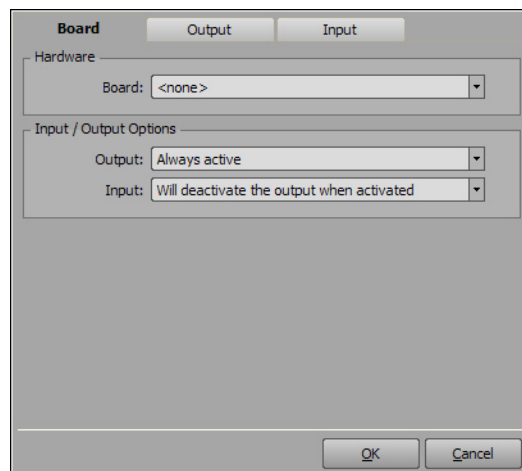 Board Output Input
Hardware
Board: <none>
Input / Output Options
Output: Always active
Input: Will deactivate the output when activated
OK Cancel